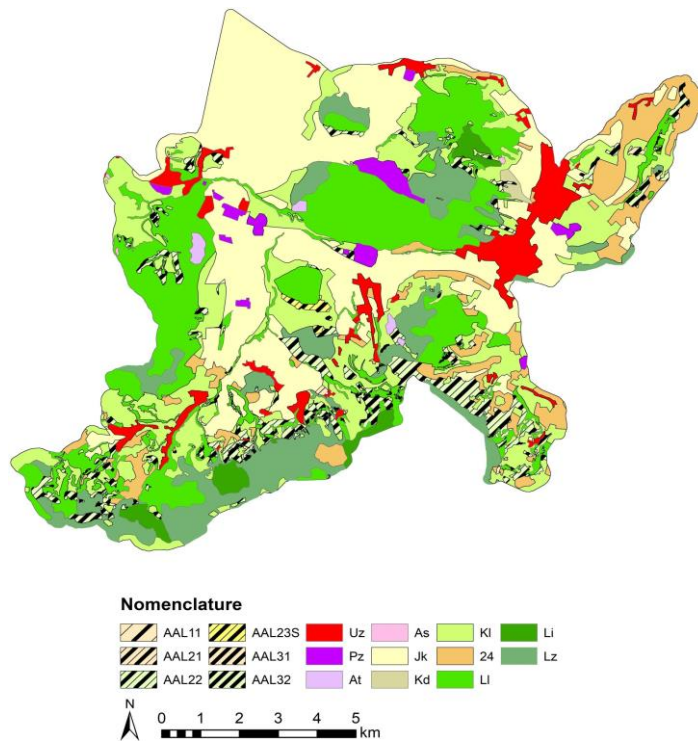 Nomenclature
AAL11 AAL23S Uz As Kl Li
AAL21 AAL31 Pz Jk 24 Lz
AAL22 AAL32 At Kd Ll
N
0 1 2 3 4 5
km